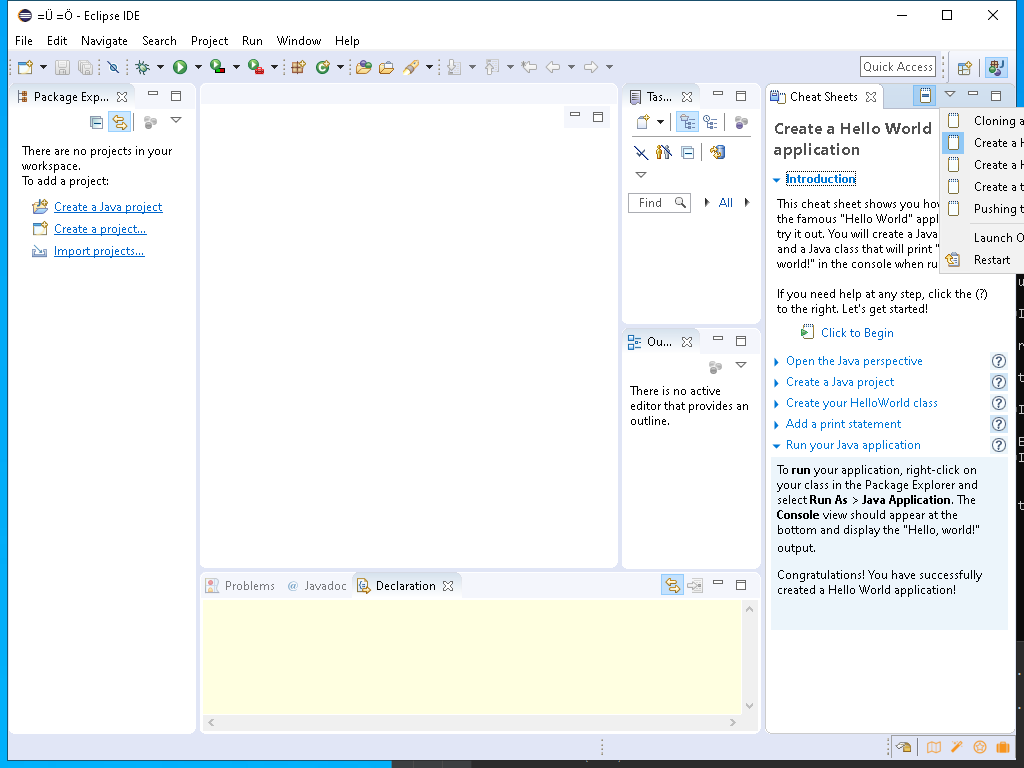 =Ü =Ö - Eclipse IDE
File Edit Navigate Search Project Run Window Help
Quick Access
Package Exp...
There are no projects in your
workspace.
To add a project:
Create a Java project
Create a project...
Import projects...
Tas...
Find
All
Ou...
There is no active
editor that provides an
outline.
Problems @ Javadoc Declaration
Cheat Sheets
Create a Hello World
application
Introduction
This cheat sheet shows you how
the famous "Hello World" appl
try it out. You will create a Java
and a Java class that will print "
world!" in the console when ru
If you need help at any step, click the (?)
to the right. Let's get started!
Click to Begin
Open the Java perspective
Create a Java project
Create your HelloWorld class
Add a print statement
Run your Java application
To run your application, right-click on
your class in the Package Explorer and
select Run As > Java Application. The
Console view should appear at the
bottom and display the "Hello, world!"
output.
Congratulations! You have successfully
created a Hello World application!
Cloning a
Create a H
Create a H
Create a t
Pushing t
Launch O
Restart